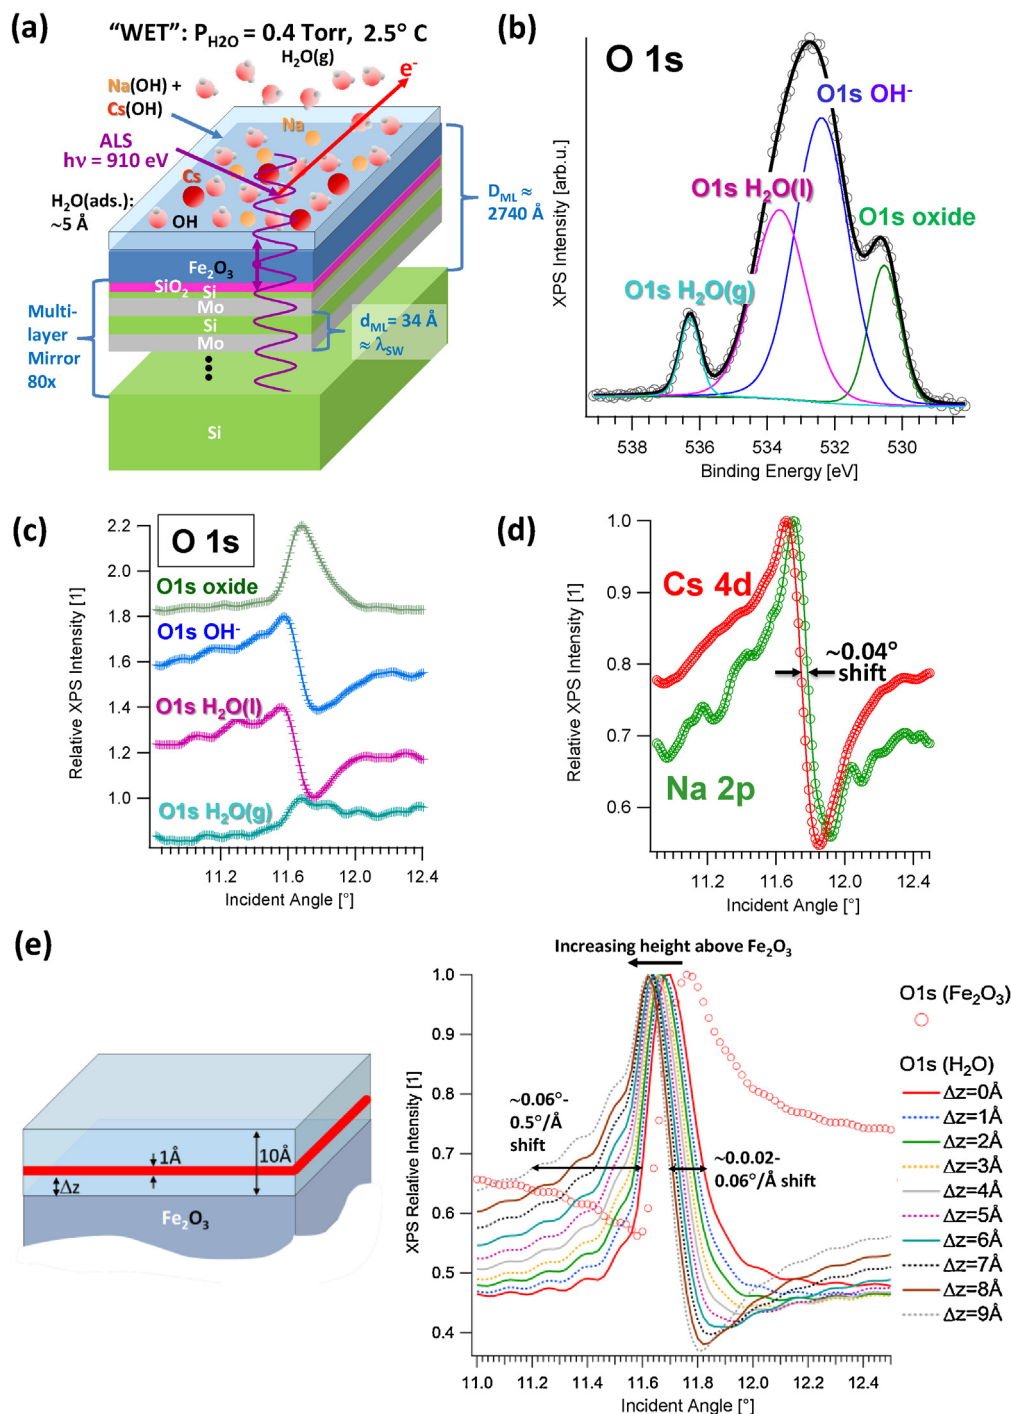 (a)
“WET”: P_H2O = 0.4 Torr, 2.5° C
H₂O(g)
e⁻
Na(OH) +
Cs(OH)
Na
ALS
hν = 910 eV
Cs
H₂O(ads.):
~5 Å
OH
D_ML ≈
2740 Å
Fe₂O₃
SiO₂
Si
Mo
Si
Mo
Multi-
layer
Mirror
80x
d_ML = 34 Å
≈ λ_SW
Si
(b)
O 1s
O1s OH⁻
O1s H₂O(l)
O1s oxide
O1s H₂O(g)
XPS Intensity [arb.u.]
538 536 534 532 530
Binding Energy [eV]
(c)
O 1s
O1s oxide
O1s OH⁻
O1s H₂O(l)
O1s H₂O(g)
Relative XPS Intensity [1]
2.2
2.0
1.8
1.6
1.4
1.2
1.0
11.2 11.6 12.0 12.4
Incident Angle [°]
(d)
Cs 4d
~0.04°
shift
Na 2p
Relative XPS Intensity [1]
1.0
0.9
0.8
0.7
0.6
11.2 11.6 12.0 12.4
Incident Angle [°]
(e)
1Å
10Å
Δz
Fe₂O₃
Increasing height above Fe₂O₃
~0.06°-
0.5°/Å
shift
~0.0.02-
0.06°/Å shift
XPS Relative Intensity [1]
1.0
0.9
0.8
0.7
0.6
0.5
0.4
11.0 11.2 11.4 11.6 11.8 12.0 12.2 12.4
Incident Angle [°]
O1s (Fe₂O₃)
O1s (H₂O)
Δz=0Å
Δz=1Å
Δz=2Å
Δz=3Å
Δz=4Å
Δz=5Å
Δz=6Å
Δz=7Å
Δz=8Å
Δz=9Å